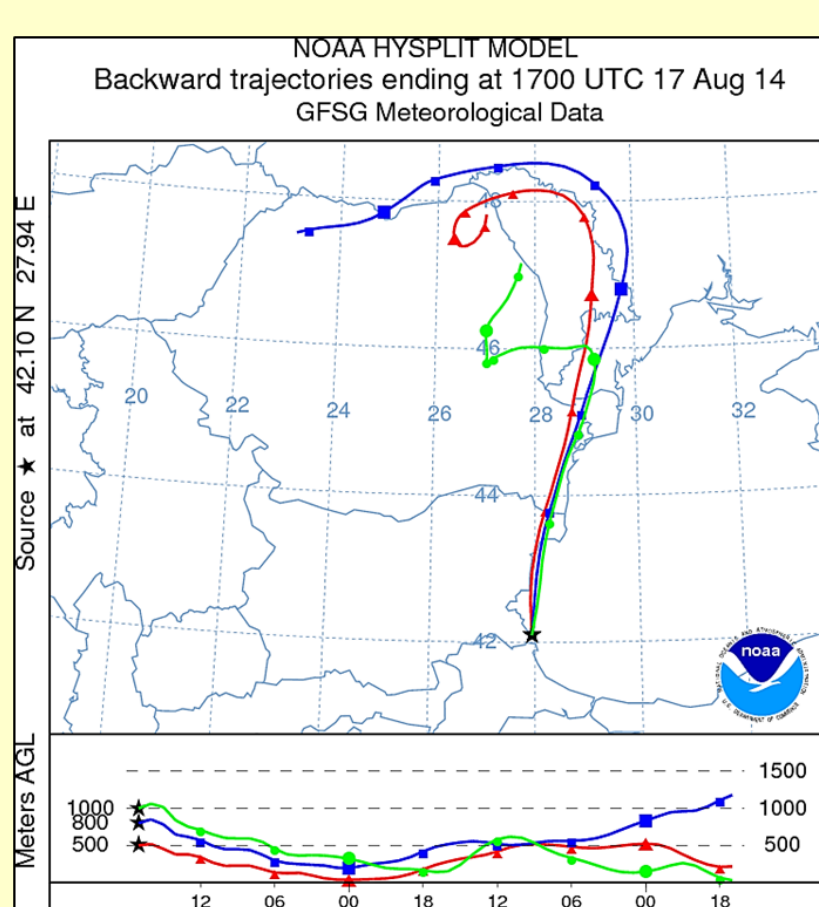 NOAA HYSPLIT MODEL
Backward trajectories ending at 1700 UTC 17 Aug 14
GFSG Meteorological Data
Source ★ at 42.10 N 27.94 E
48
46
20 22 24 26 28 30 32
44
42
noaa
Meters AGL
1500
1000 1000
800
500 500
12 06 00 18 12 06 00 18